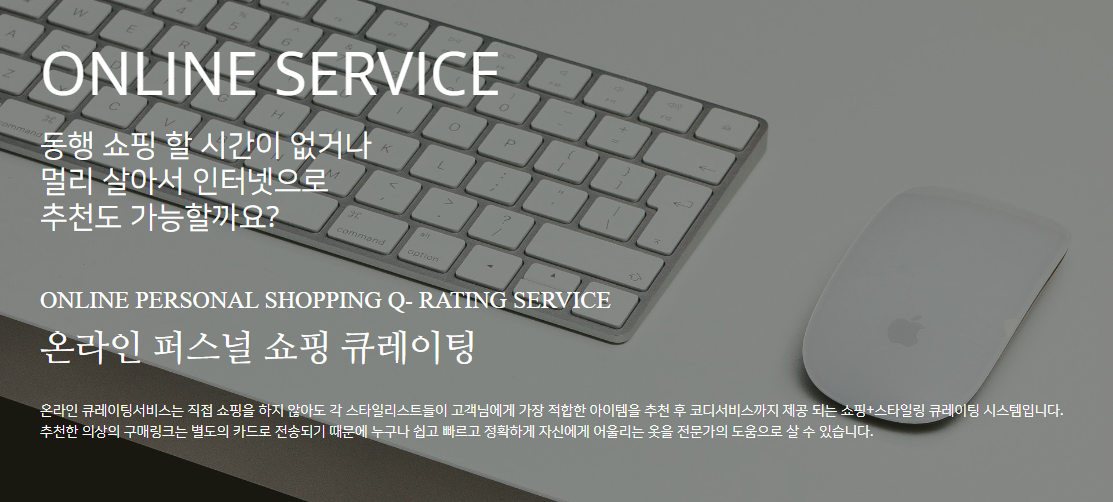 ONLINE SERVICE
동행 쇼핑 할 시간이 없거나
멀리 살아서 인터넷으로
추천도 가능할까요?
ONLINE PERSONAL SHOPPING Q- RATING SERVICE
온라인 퍼스널 쇼핑 큐레이팅
온라인 큐레이팅서비스는 직접 쇼핑을 하지 않아도 각 스타일리스트들이 고객님에게 가장 적합한 아이템을 추천 후 코디서비스까지 제공 되는 쇼핑+스타일링 큐레이팅 시스템입니다.
추천한 의상의 구매링크는 별도의 카드로 전송되기 때문에 누구나 쉽고 빠르고 정확하게 자신에게 어울리는 옷을 전문가의 도움으로 살 수 있습니다.